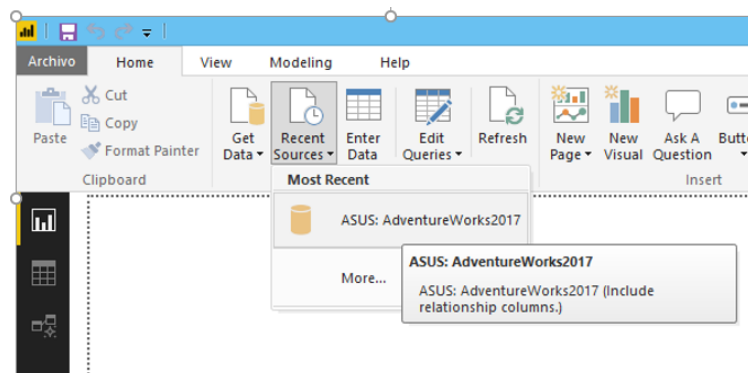 Archivo Home View Modeling Help
Cut
Copy
Format Painter
Paste
Clipboard
Get Data
Recent Sources
Enter Data
Edit Queries
Refresh
New Page
New Visual
Ask A Question
Butt
Insert
Most Recent
ASUS: AdventureWorks2017
More...
ASUS: AdventureWorks2017
ASUS: AdventureWorks2017 (Include
relationship columns.)